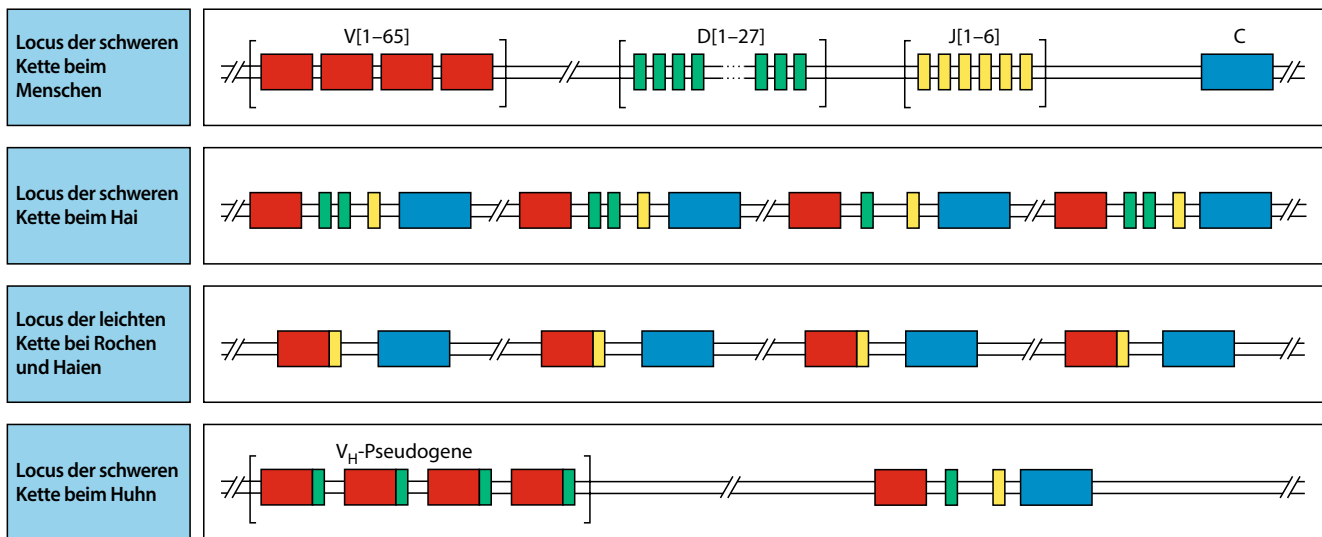 Locus der schweren
Kette beim
Menschen
V[1–65]
D[1–27]
J[1–6]
C
Locus der schweren
Kette beim Hai
Locus der leichten
Kette bei Rochen
und Haien
Locus der schweren
Kette beim Huhn
V_H-Pseudogene